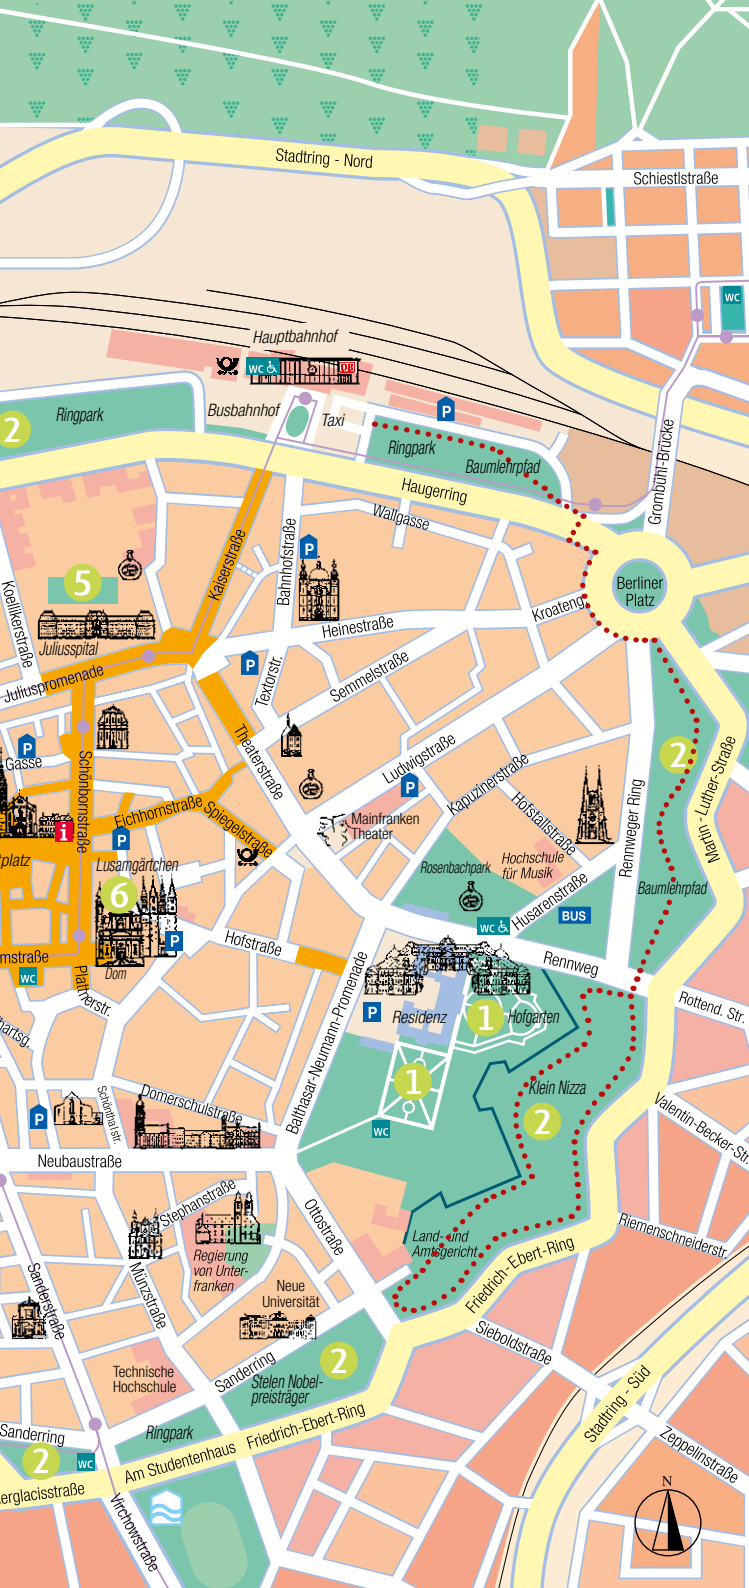 Stadtring - Nord
Schiestlstraße
WC
Hauptbahnhof
WC
DB
Busbahnhof
Taxi
P
2
Ringpark
Ringpark
Baumlehrpfad
Haugerring
Grombühl-Brücke
Wallgasse
Kaiserstraße
Bahnhofstraße
P
5
Berliner
Platz
Kroateng.
Koellikerstraße
Heinestraße
Juliusspital
Juliuspromenade
P
Textorstr.
Semmelstraße
Theaterstraße
Ludwigstraße
2
Martin - Luther-Straße
P
Gasse
Schönbornstraße
Kapuzinerstraße
P
Hofstallstraße
Rennweger Ring
Eichhornstraße
Spiegelstraße
i
P
Mainfranken
Theater
platz
Lusamgärtchen
6
Rosenbachpark
Hochschule
für Musik
Baumlehrpfad
Husarenstraße
BUS
WC
P
Hofstraße
Dom
mstraße
WC
Plattnerstr.
Rennweg
Balthasar-Neumann-Promenade
P
Residenz
1
Hofgarten
Rottend. Str.
1
Klein Nizza
2
WC
Domerschulstraße
Schönthalstr.
P
Valentin-Becker-Str.
Neubaustraße
Stephanstraße
Ottostraße
Riemenschneiderstr.
Land- und
Amtsgericht
Regierung
von Unter-
franken
Friedrich-Ebert-Ring
Münzstraße
Sanderstraße
Neue
Universität
Sieboldstraße
2
Sanderring
Stelen Nobel-
preisträger
Technische
Hochschule
Stadtring - Süd
Ringpark
Friedrich-Ebert-Ring
Sanderring
2
WC
Am Studentenhaus
Zeppelinstraße
erglacisstraße
Virchowstraße
N